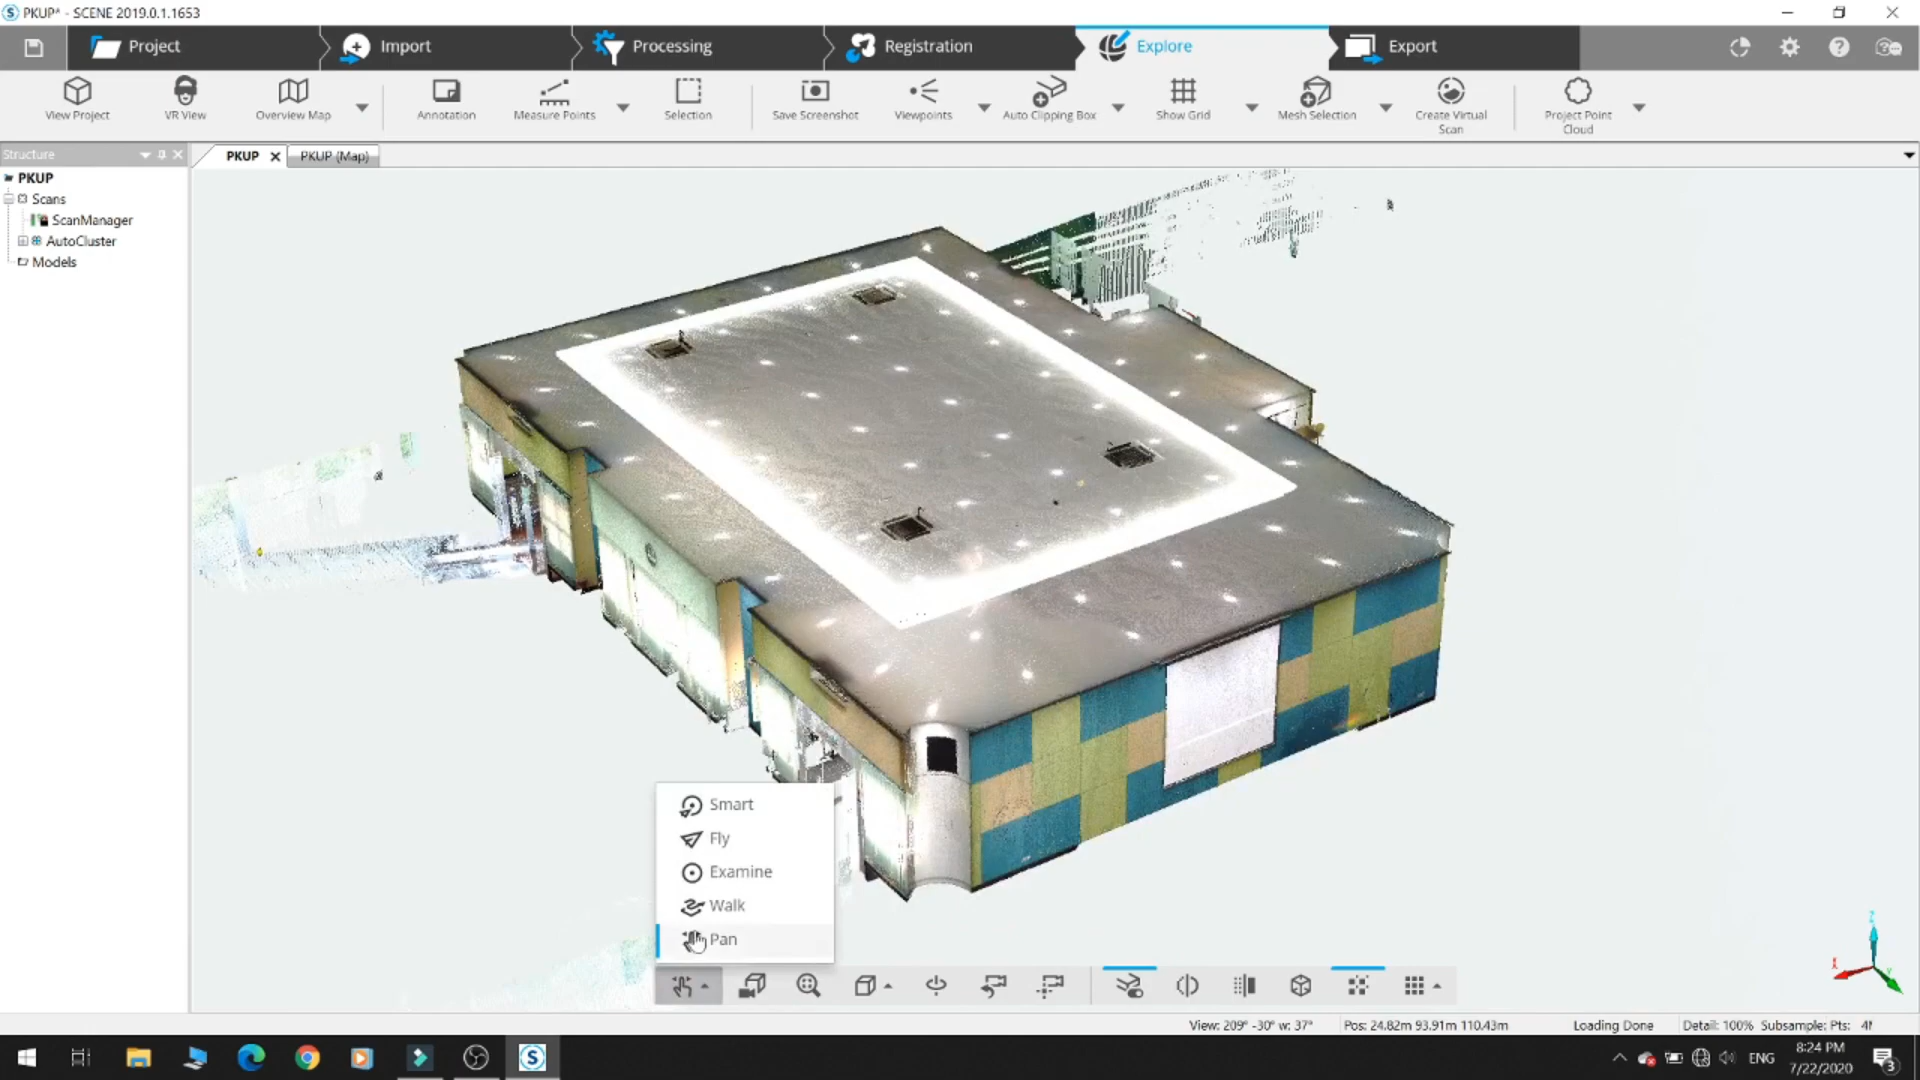 PKUP* - SCENE 2019.0.1.1653
Project
Import
Processing
Registration
Explore
Export
View Project
VR View
Overview Map
Annotation
Measure Points
Selection
Save Screenshot
Viewpoints
Auto Clipping Box
Show Grid
Mesh Selection
Create Virtual
Scan
Project Point
Cloud
Structure
PKUP
PKUP (Map)
PKUP
Scans
ScanManager
AutoCluster
Models
Smart
Fly
Examine
Walk
Pan
View: 209° -30° w: 37°
Pos: 24.82m 93.91m 110.43m
Loading Done
Detail: 100%
Subsample: Pts:
ENG
8:24 PM
7/22/2020
3